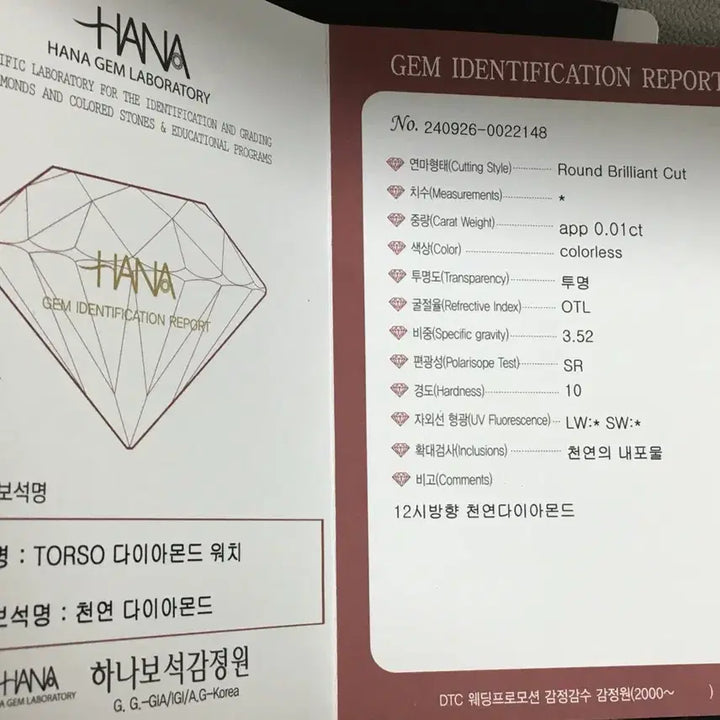 HANA
HANA GEM LABORATORY
LABORATORY FOR THE IDENTIFICATION AND GRADING
AND COLORED STONES & EDUCATIONAL PROGRAMS
HANA
GEM IDENTIFICATION REPORT
보석명
: TORSO 다이아몬드 워치
보석명 : 천연 다이아몬드
HANA
GEM LABORATORY
하나보석감정원
G. G.-GIA/IGI/A.G-Korea
GEM IDENTIFICATION REPORT
No. 240926-0022148
연마형태(Cutting Style) Round Brilliant Cut
치수(Measurements) *
중량(Carat Weight) app 0.01ct
색상(Color) colorless
투명도(Transparency) 투명
굴절율(Refrective Index) OTL
비중(Specific gravity) 3.52
편광성(Polarisope Test) SR
경도(Hardness) 10
자외선 형광(UV Fluorescence) LW:* SW:*
확대검사(Inclusions) 천연의 내포물
비고(Comments)
12시방향 천연다이아몬드
DTC 웨딩프로모션 감정감수 감정원(2000~ )